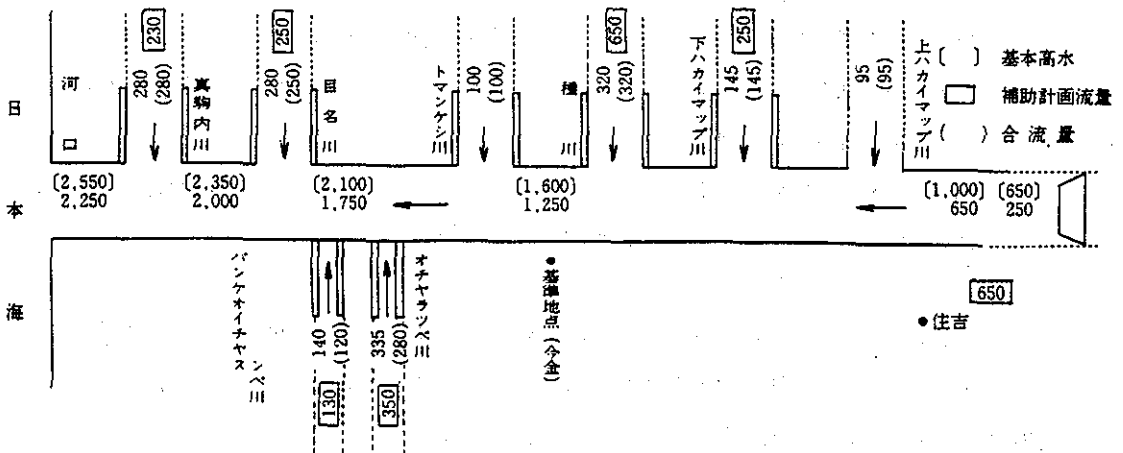 230
280
(280)
真駒内川
250
280
(250)
目名川
トマンケシ川
100
(100)
種川
650
320
(320)
下ハカイマップ川
250
145
(145)
95
(95)
上ハカイマップ川
〔 〕 基本高水
補助計画流量
( ) 合流量
河口
日本海
〔2,550〕
2,250
〔2,350〕
2,000
〔2,100〕
1,750
〔1,600〕
1,250
〔1,000〕
650
〔650〕
250
パンケオイチャヌンペ川
140
(120)
130
335
(280)
350
オチャラッペ川
●基準地点(今金)
650
●住吉